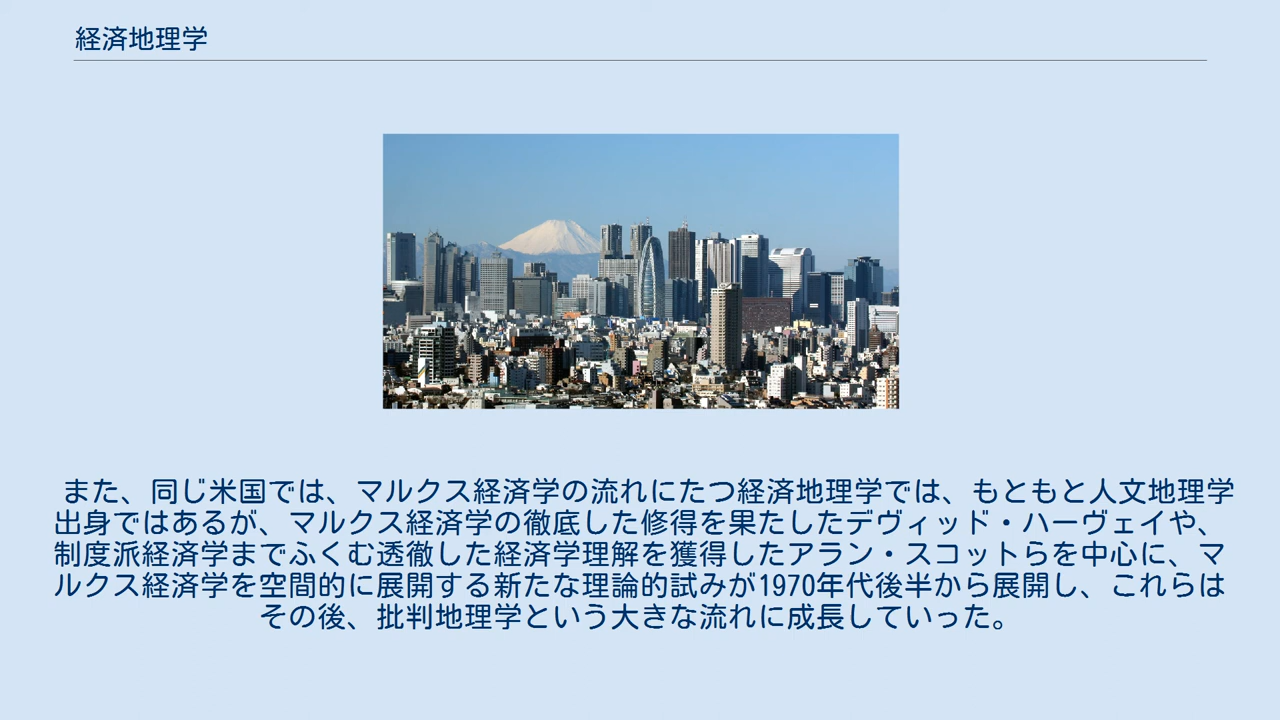 経済地理学
また、同じ米国では、マルクス経済学の流れにたつ経済地理学では、もともと人文地理学
出身ではあるが、マルクス経済学の徹底した修得を果たしたデヴィッド・ハーヴェイや、
制度派経済学までふくむ透徹した経済学理解を獲得したアラン・スコットらを中心に、マ
ルクス経済学を空間的に展開する新たな理論的試みが1970年代後半から展開し、これらは
その後、批判地理学という大きな流れに成長していった。